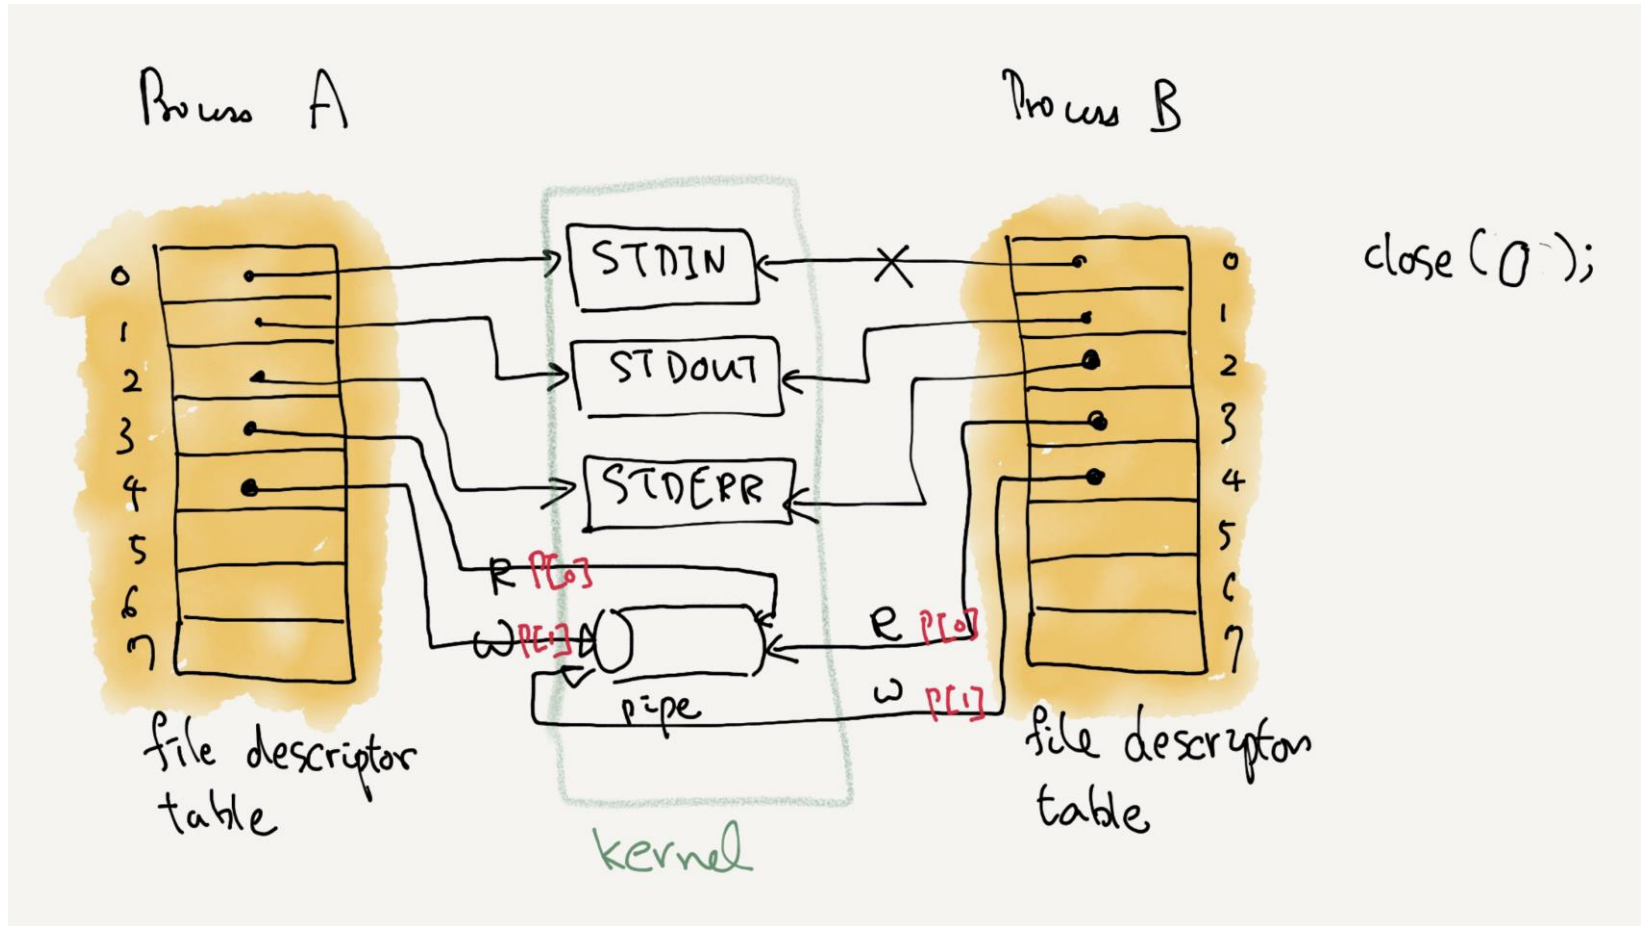 Process A
Process B
0
1
2
3
4
5
6
7
STDIN
STDOUT
STDERR
R P[0]
W P[1]
pipe
R P[0]
W P[1]
0
1
2
3
4
5
6
7
close(0);
file descriptor
table
file descriptor
table
kernel